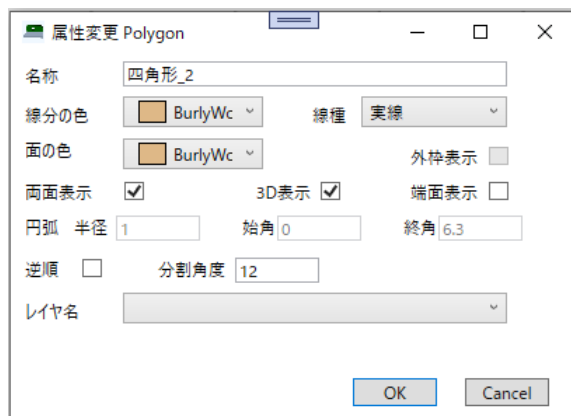 属性変更 Polygon
名称 四角形_2
線分の色 BurlyWc 線種 実線
面の色 BurlyWc 外枠表示
両面表示 3D表示 端面表示
円弧 半径 1 始角 0 終角 6.3
逆順 分割角度 12
レイヤ名
OK Cancel